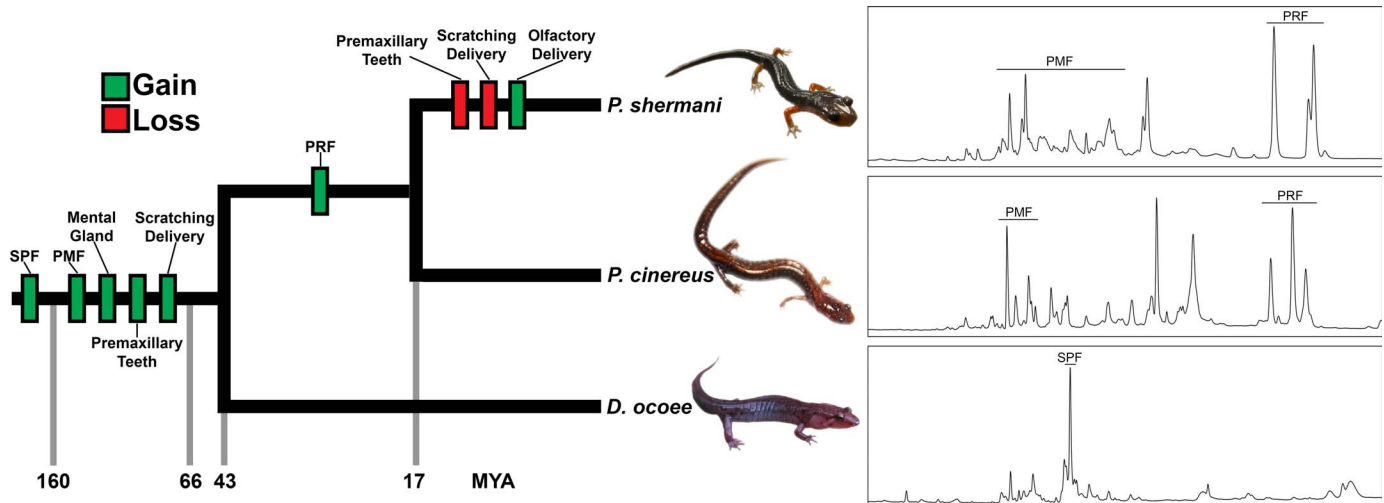 Gain
Loss
Premaxillary
Teeth
Scratching
Delivery
Olfactory
Delivery
P. shermani
PRF
Mental
Gland
Scratching
Delivery
SPF
PMF
Premaxillary
Teeth
P. cinereus
D. ocoee
160
66
43
17
MYA
PMF
PRF
PMF
PRF
SPF